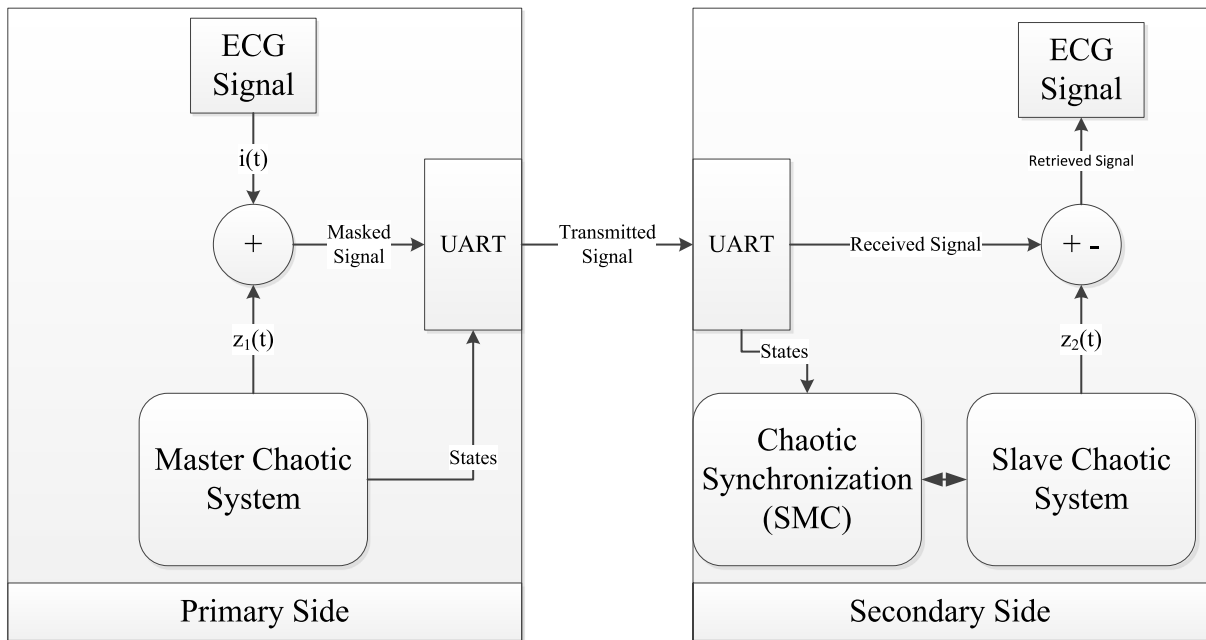 ECG
Signal
i(t)
+
Masked
Signal
UART
z₁(t)
Master Chaotic
System
States
Primary Side
Transmitted
Signal
ECG
Signal
Retrieved Signal
UART
Received Signal
+ -
States
z₂(t)
Chaotic
Synchronization
(SMC)
Slave Chaotic
System
Secondary Side